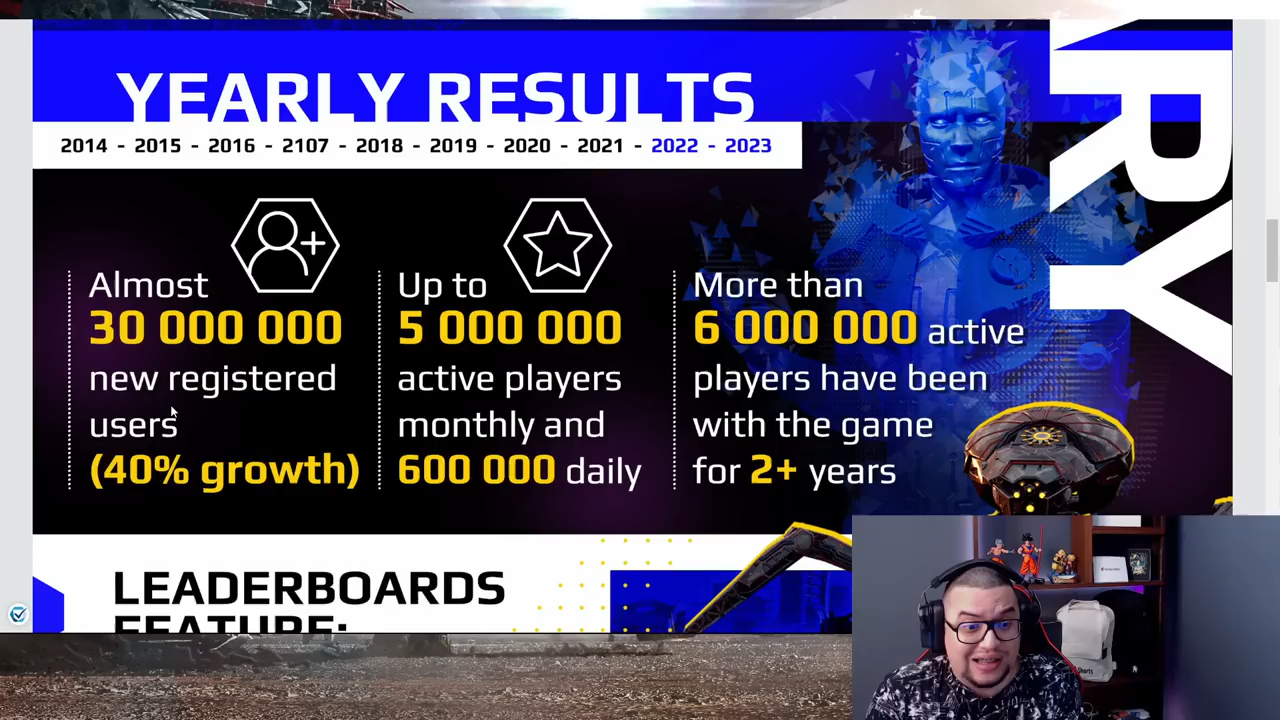 YEARLY RESULTS
2014 - 2015 - 2016 - 2107 - 2018 - 2019 - 2020 - 2021 - 2022 - 2023
RY
Almost
30 000 000
new registered
users
(40% growth)
Up to
5 000 000
active players
monthly and
600 000 daily
More than
6 000 000 active
players have been
with the game
for 2+ years
LEADERBOARDS
FEATURE: